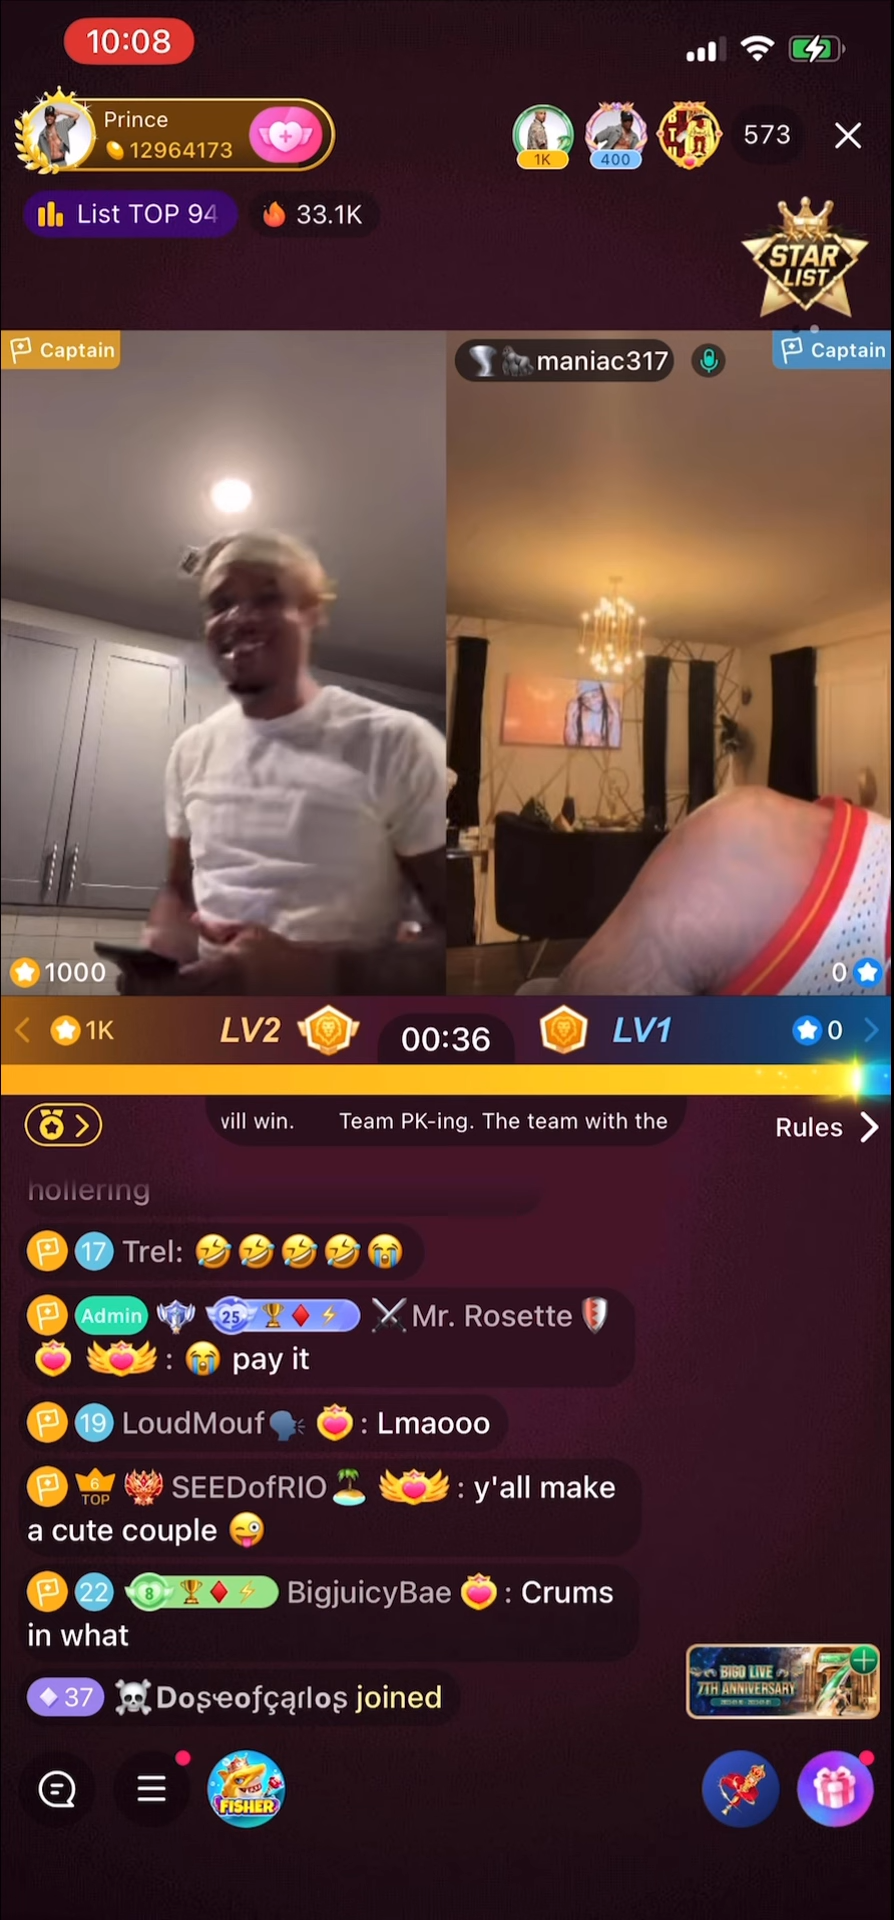 10:08
Prince
12964173
1K
400
573
List TOP 94
33.1K
STAR
LIST
Captain
maniac317
Captain
1000
0
1K
LV2
00:36
LV1
0
will win. Team PK-ing. The team with the
Rules
hollering
17 Trel: 🤣🤣🤣🤣😭
Admin 25 ⚔Mr. Rosette
: 😭 pay it
19 LoudMouf🗣 : Lmaooo
6
TOP
SEEDofRIO🏝 : y'all make
a cute couple 😜
22 8 BigjuicyBae : Crums
in what
37 ☠Doşeofçąrloş joined
BIGO LIVE
7TH ANNIVERSARY
7
FISHER